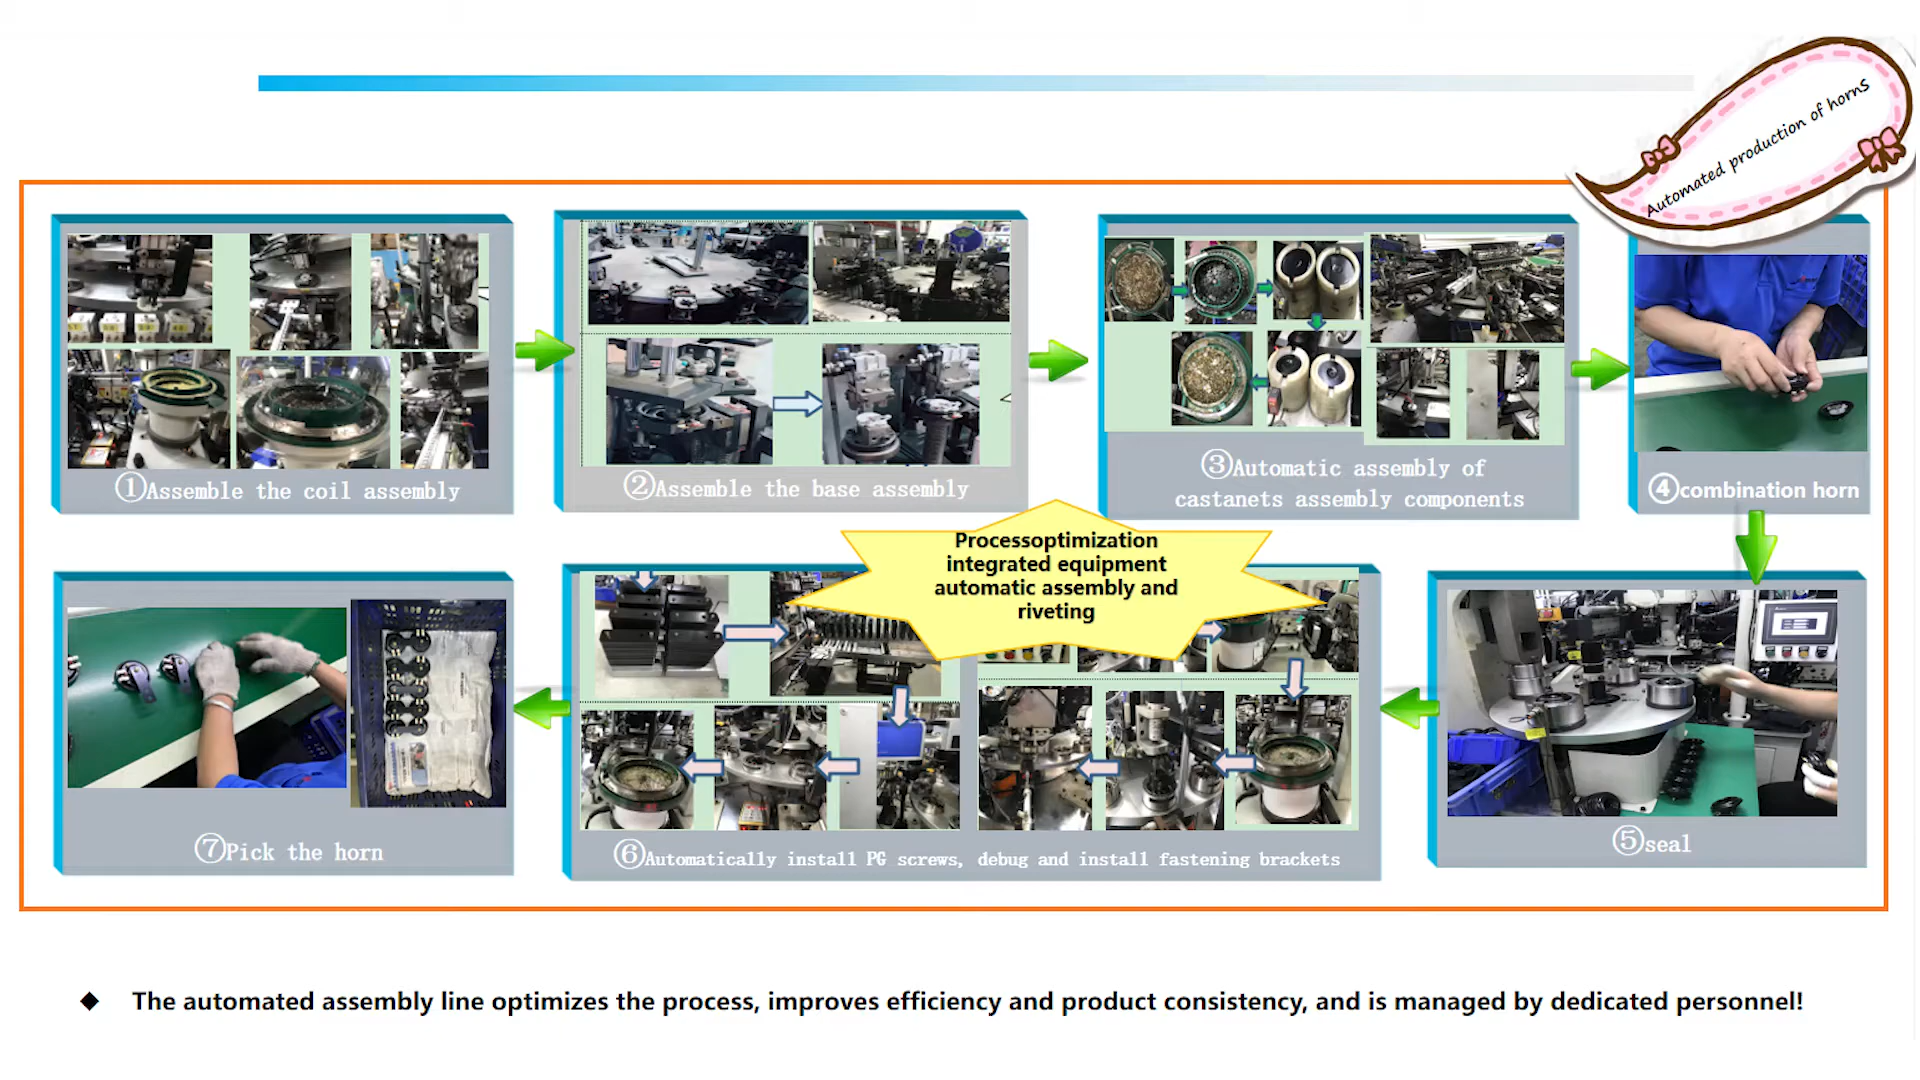 Automated production of horns
①Assemble the coil assembly
②Assemble the base assembly
③Automatic assembly of
castanets assembly components
④combination horn
Processoptimization
integrated equipment
automatic assembly and
riveting
⑦Pick the horn
⑥Automatically install PG screws, debug and install fastening brackets
⑤seal
◆ The automated assembly line optimizes the process, improves efficiency and product consistency, and is managed by dedicated personnel!